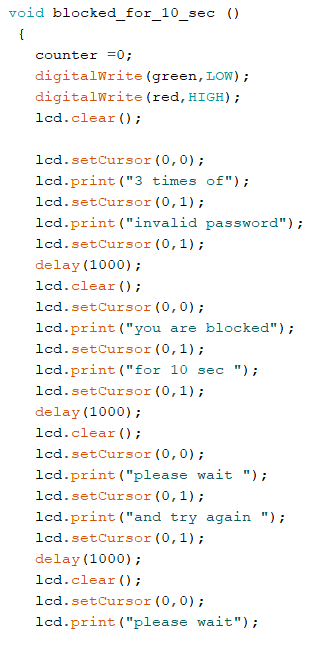 void blocked_for_10_sec ()
{
counter =0;
digitalWrite(green,LOW);
digitalWrite(red,HIGH);
lcd.clear();
lcd.setCursor(0,0);
lcd.print("3 times of");
lcd.setCursor(0,1);
lcd.print("invalid password");
lcd.setCursor(0,1);
delay(1000);
lcd.clear();
lcd.setCursor(0,0);
lcd.print("you are blocked");
lcd.setCursor(0,1);
lcd.print("for 10 sec ");
lcd.setCursor(0,1);
delay(1000);
lcd.clear();
lcd.setCursor(0,0);
lcd.print("please wait ");
lcd.setCursor(0,1);
lcd.print("and try again ");
lcd.setCursor(0,1);
delay(1000);
lcd.clear();
lcd.setCursor(0,0);
lcd.print("please wait");